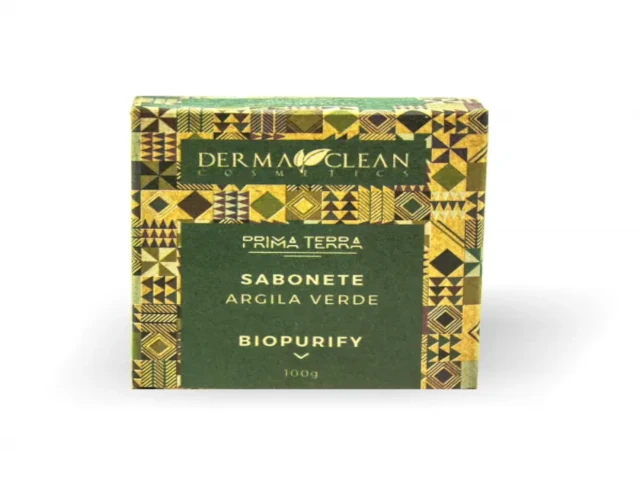 DERMA CLEAN
COSMETICS
PRIMA TERRA
SABONETE
ARGILA VERDE
BIOPURIFY
100g